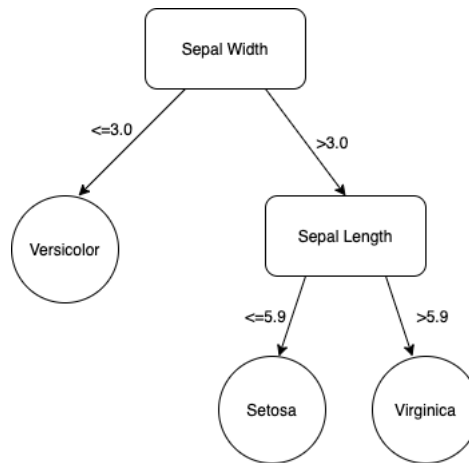 Sepal Width
<=3.0
>3.0
Versicolor
Sepal Length
<=5.9
>5.9
Setosa
Virginica